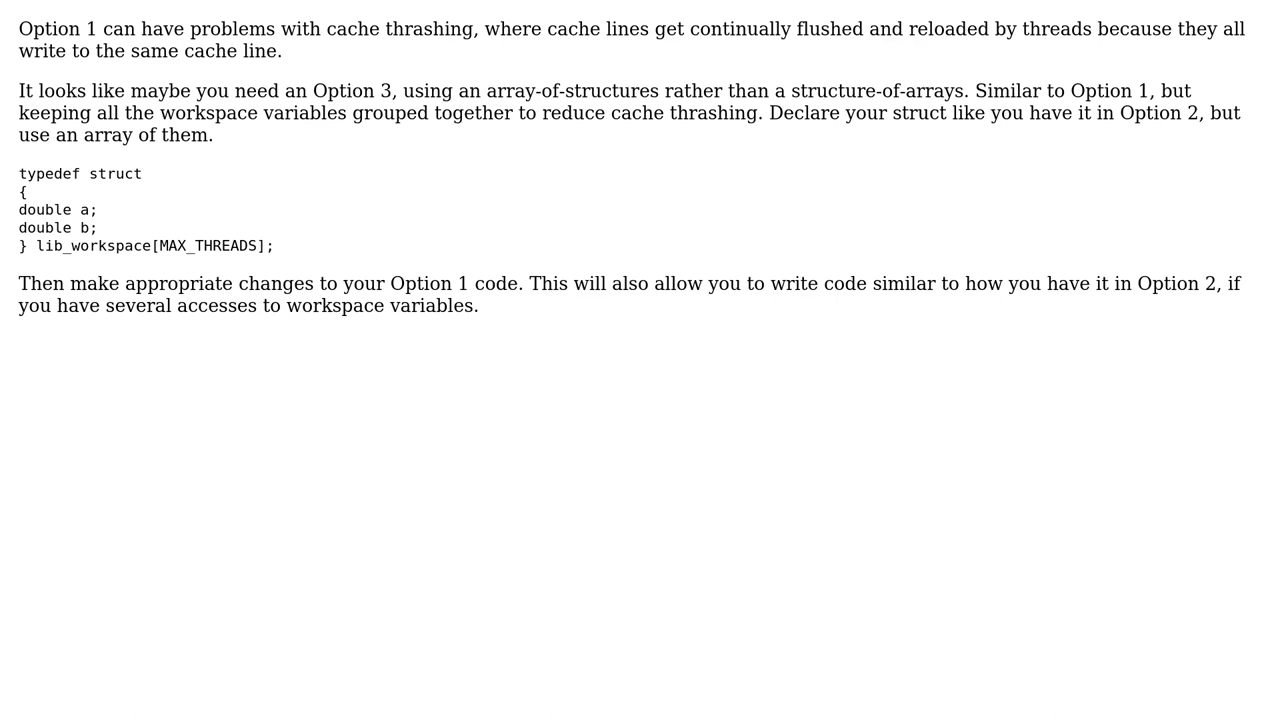 Option 1 can have problems with cache thrashing, where cache lines get continually flushed and reloaded by threads because they all
write to the same cache line.
It looks like maybe you need an Option 3, using an array-of-structures rather than a structure-of-arrays. Similar to Option 1, but
keeping all the workspace variables grouped together to reduce cache thrashing. Declare your struct like you have it in Option 2, but
use an array of them.
typedef struct
{
double a;
double b;
} lib_workspace[MAX_THREADS];
Then make appropriate changes to your Option 1 code. This will also allow you to write code similar to how you have it in Option 2, if
you have several accesses to workspace variables.